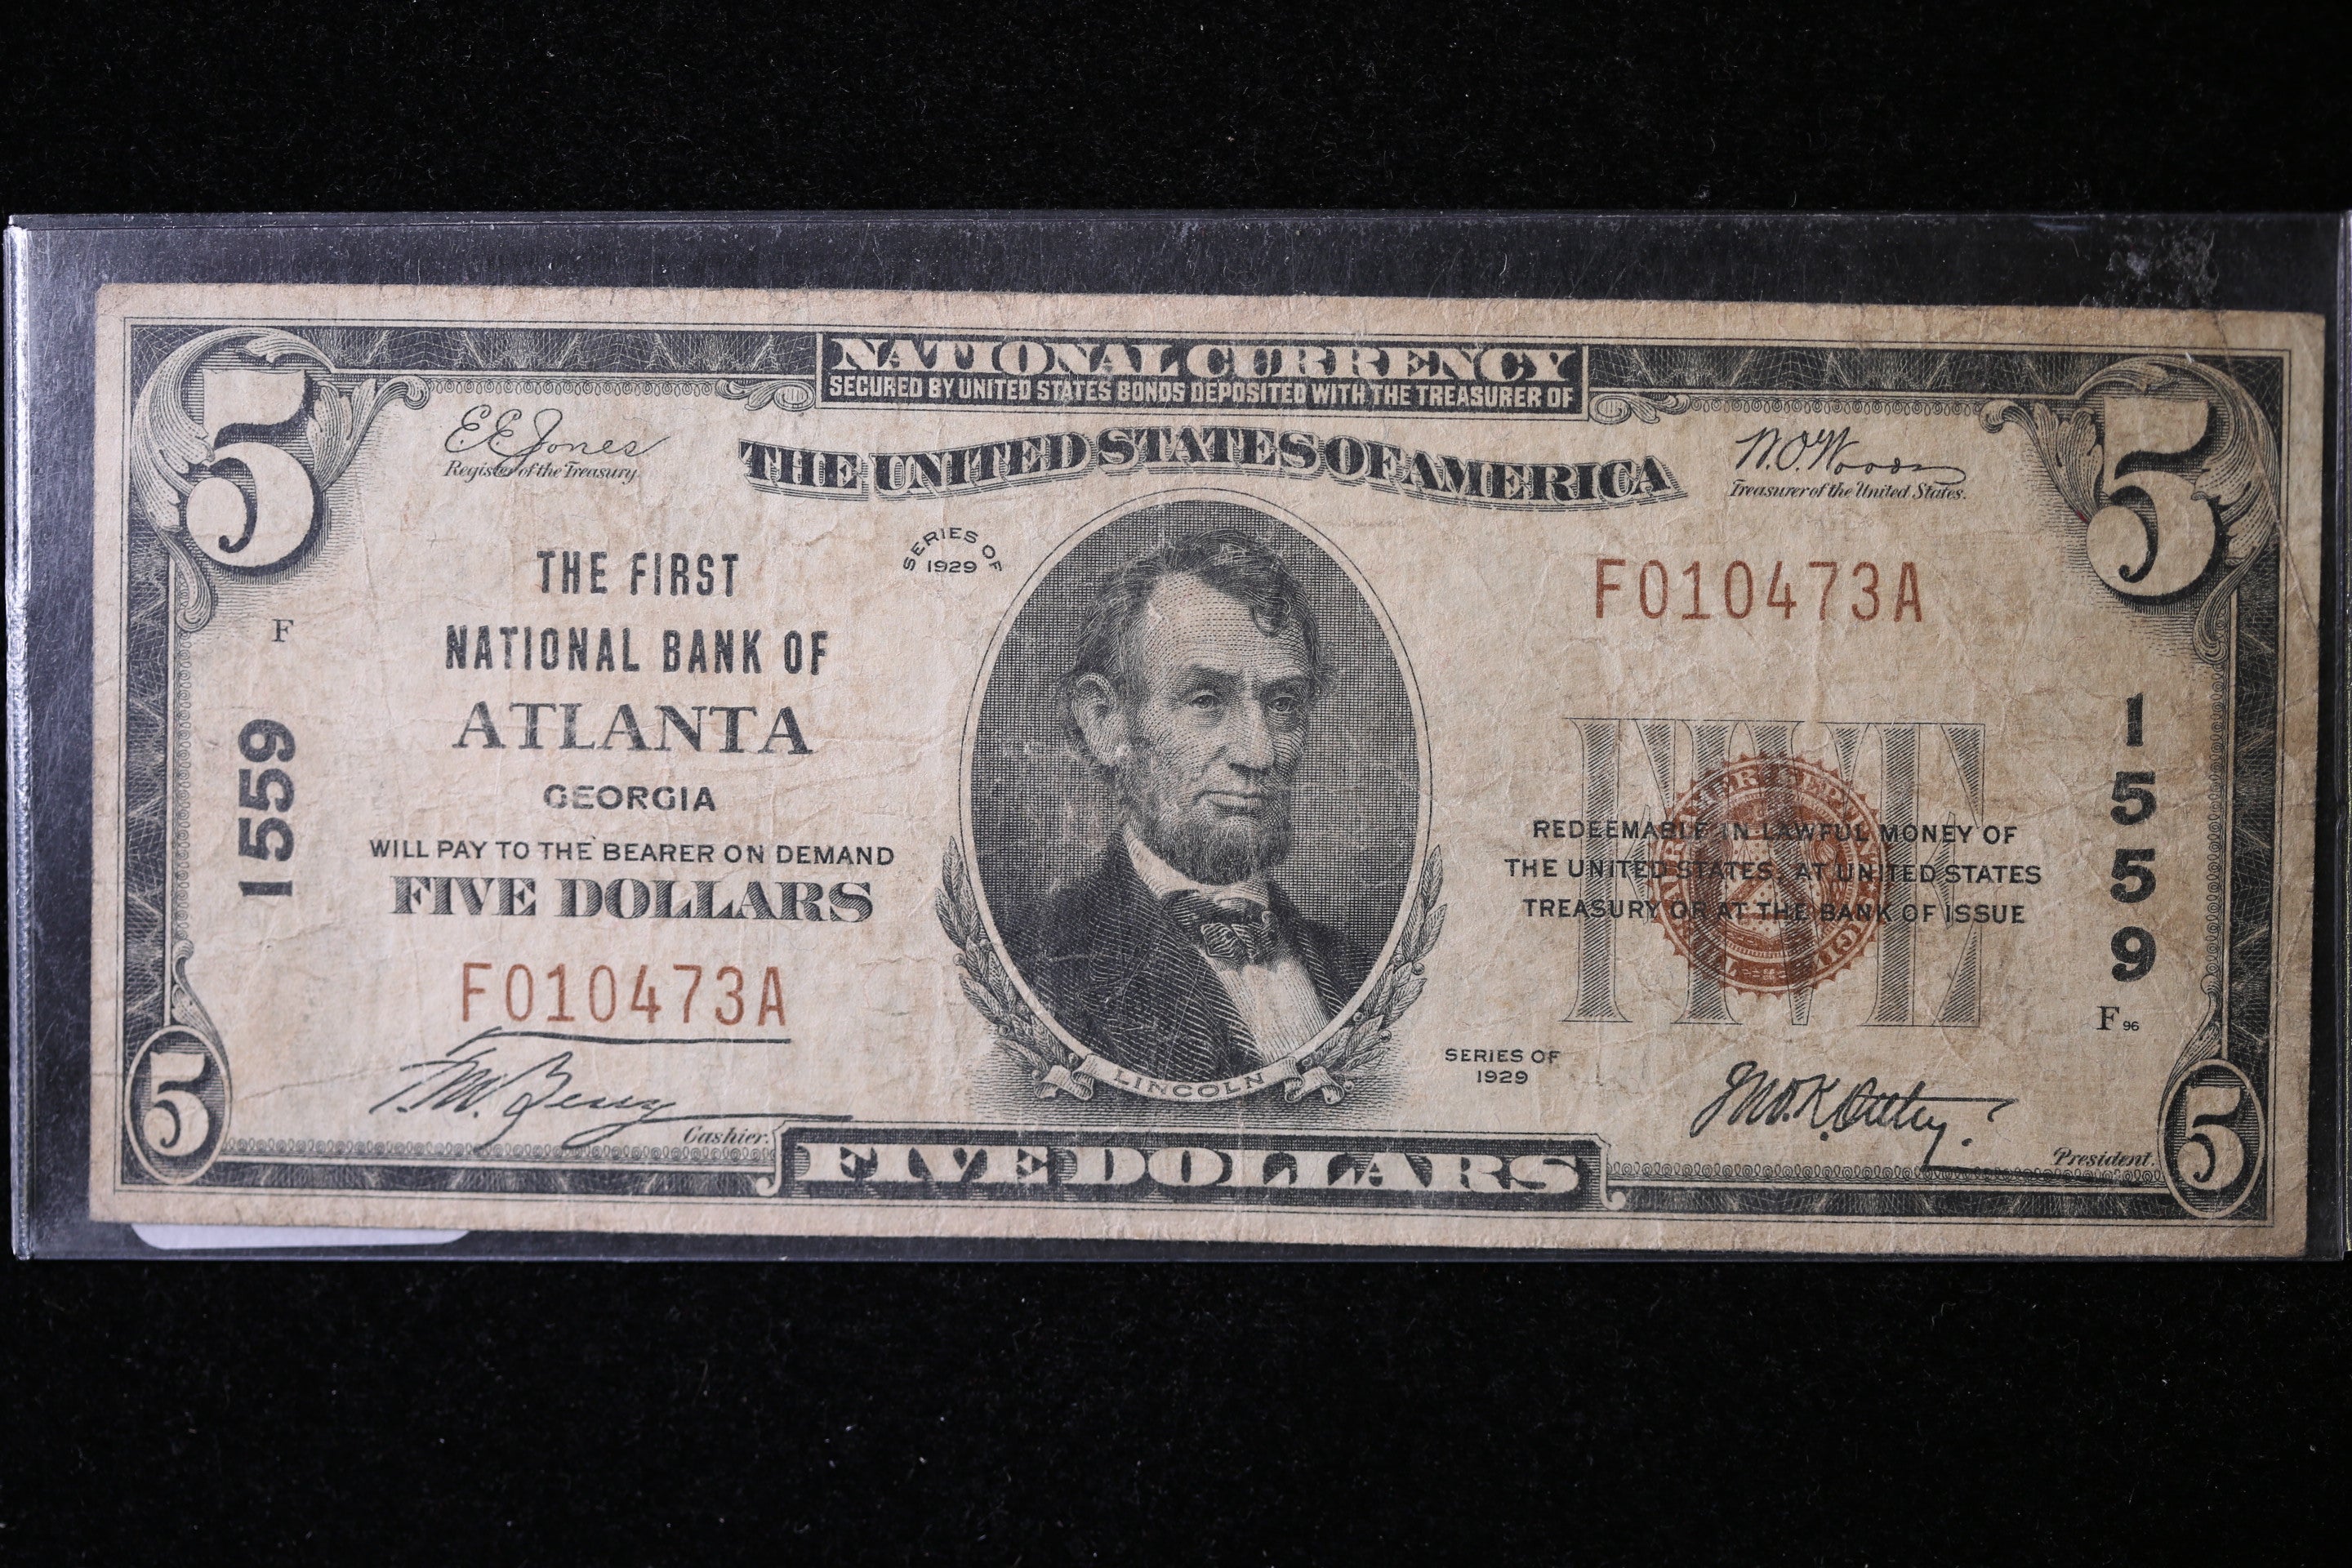 NATIONAL CURRENCY
SECURED BY UNITED STATES BONDS DEPOSITED WITH THE TREASURER OF
THE UNITED STATES OF AMERICA
5
5
E.E. Jones
Register of the Treasury
W.O. Woods
Treasurer of the United States.
SERIES OF
1929
THE FIRST
NATIONAL BANK OF
ATLANTA
GEORGIA
WILL PAY TO THE BEARER ON DEMAND
FIVE DOLLARS
F
1559
F010473A
F010473A
1559
FIVE
REDEEMABLE IN LAWFUL MONEY OF
THE UNITED STATES, AT UNITED STATES
TREASURY OR AT THE BANK OF ISSUE
F 96
SERIES OF
1929
LINCOLN
Cashier.
President.
5
FIVE DOLLARS
5